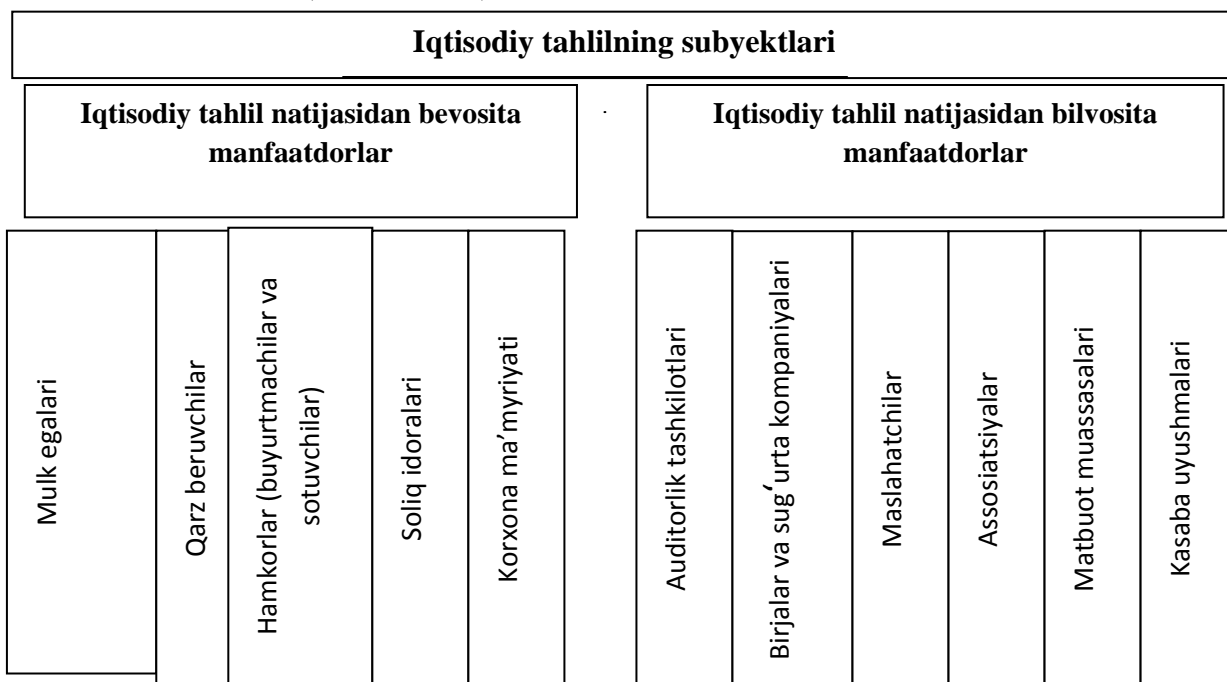 Iqtisodiy tahlilning subyektlari
Iqtisodiy tahlil natijasidan bevosita
manfaatdorlar
Iqtisodiy tahlil natijasidan bilvosita
manfaatdorlar
Mulk egalari
Qarz beruvchilar
Hamkorlar (buyurtmachilar va
sotuvchilar)
Soliq idoralari
Korxona ma’myriyati
Auditorlik tashkilotlari
Birjalar va sug‘urta kompaniyalari
Maslahatchilar
Assosiatsiyalar
Matbuot muassasalari
Kasaba uyushmalari